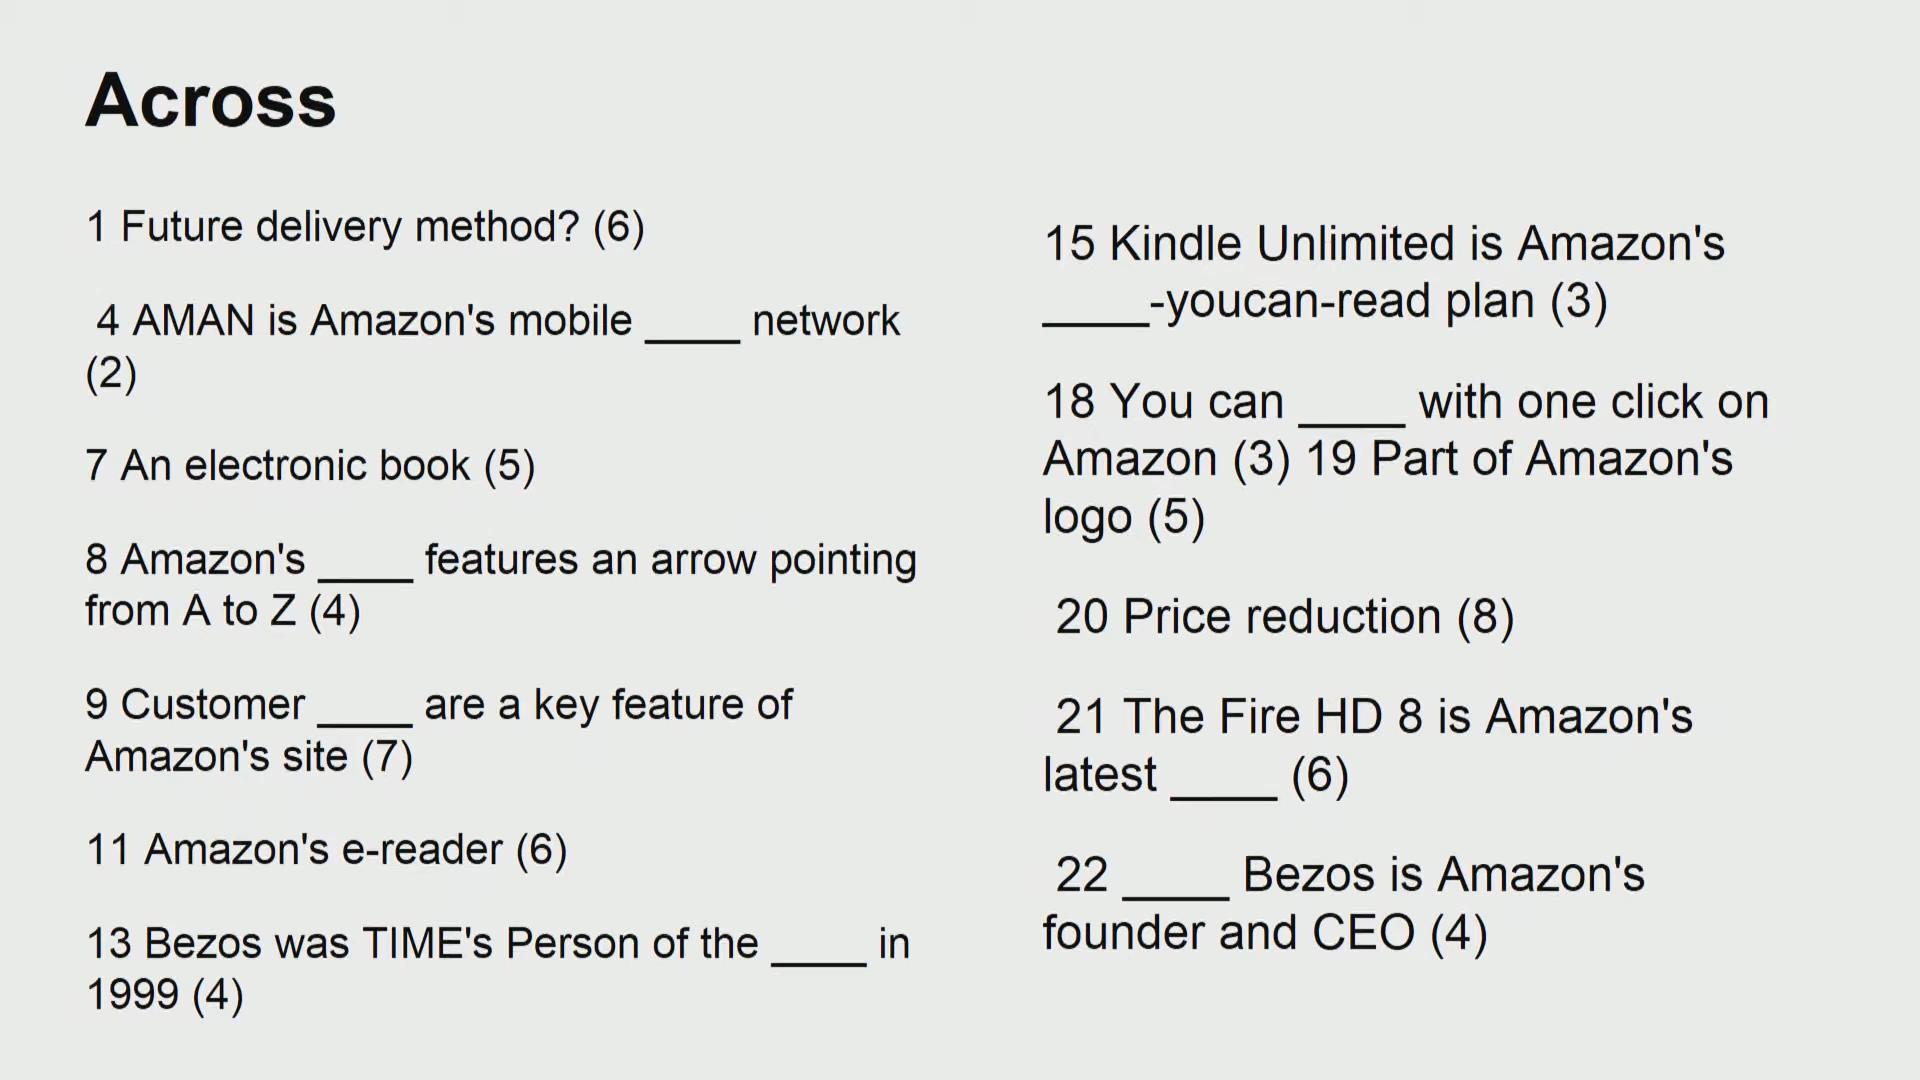 Across
1 Future delivery method? (6)
4 AMAN is Amazon's mobile ____ network
(2)
7 An electronic book (5)
8 Amazon's ____ features an arrow pointing
from A to Z (4)
9 Customer ____ are a key feature of
Amazon's site (7)
11 Amazon's e-reader (6)
13 Bezos was TIME's Person of the ____ in
1999 (4)
15 Kindle Unlimited is Amazon's
____-youcan-read plan (3)
18 You can ____ with one click on
Amazon (3) 19 Part of Amazon's
logo (5)
20 Price reduction (8)
21 The Fire HD 8 is Amazon's
latest ____ (6)
22 ____ Bezos is Amazon's
founder and CEO (4)